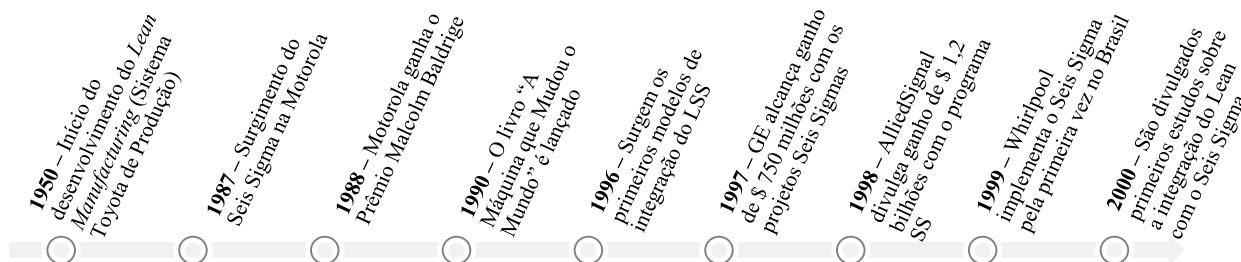 1950 – Início do
desenvolvimento do Lean
Manufacturing (Sistema
Toyota de Produção)
1987 – Surgimento do
Seis Sigma na Motorola
1988 – Motorola ganha o
Prêmio Malcolm Baldrige
1990 – O livro “A
Máquina que Mudou o
Mundo” é lançado
1996 – Surgem os
primeiros modelos de
integração do LSS
1997 – GE alcança ganho
de $ 750 milhões com os
projetos Seis Sigmas
1998 – AlliedSignal
divulga ganho de $ 1,2
bilhões com o programa
SS
1999 – Whirlpool
implementa o Seis Sigma
pela primeira vez no Brasil
2000 – São divulgados
primeiros estudos sobre
a integração do Lean
com o Seis Sigma